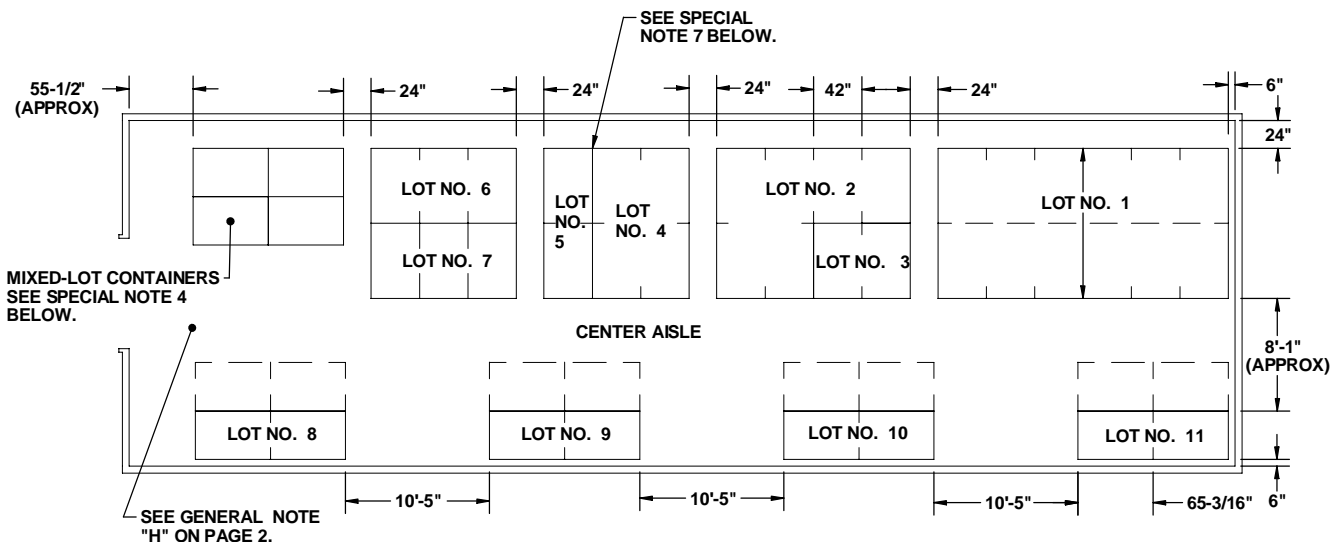 SEE SPECIAL
NOTE 7 BELOW.
55-1/2"
(APPROX)
24"
24"
24"
42"
24"
6"
24"
LOT NO. 6
LOT NO. 7
LOT
NO.
5
LOT
NO. 4
LOT NO. 2
LOT NO. 3
LOT NO. 1
MIXED-LOT CONTAINERS
SEE SPECIAL NOTE 4
BELOW.
CENTER AISLE
8'-1"
(APPROX)
LOT NO. 8
LOT NO. 9
LOT NO. 10
LOT NO. 11
10'-5"
10'-5"
10'-5"
65-3/16"
6"
SEE GENERAL NOTE
"H" ON PAGE 2.